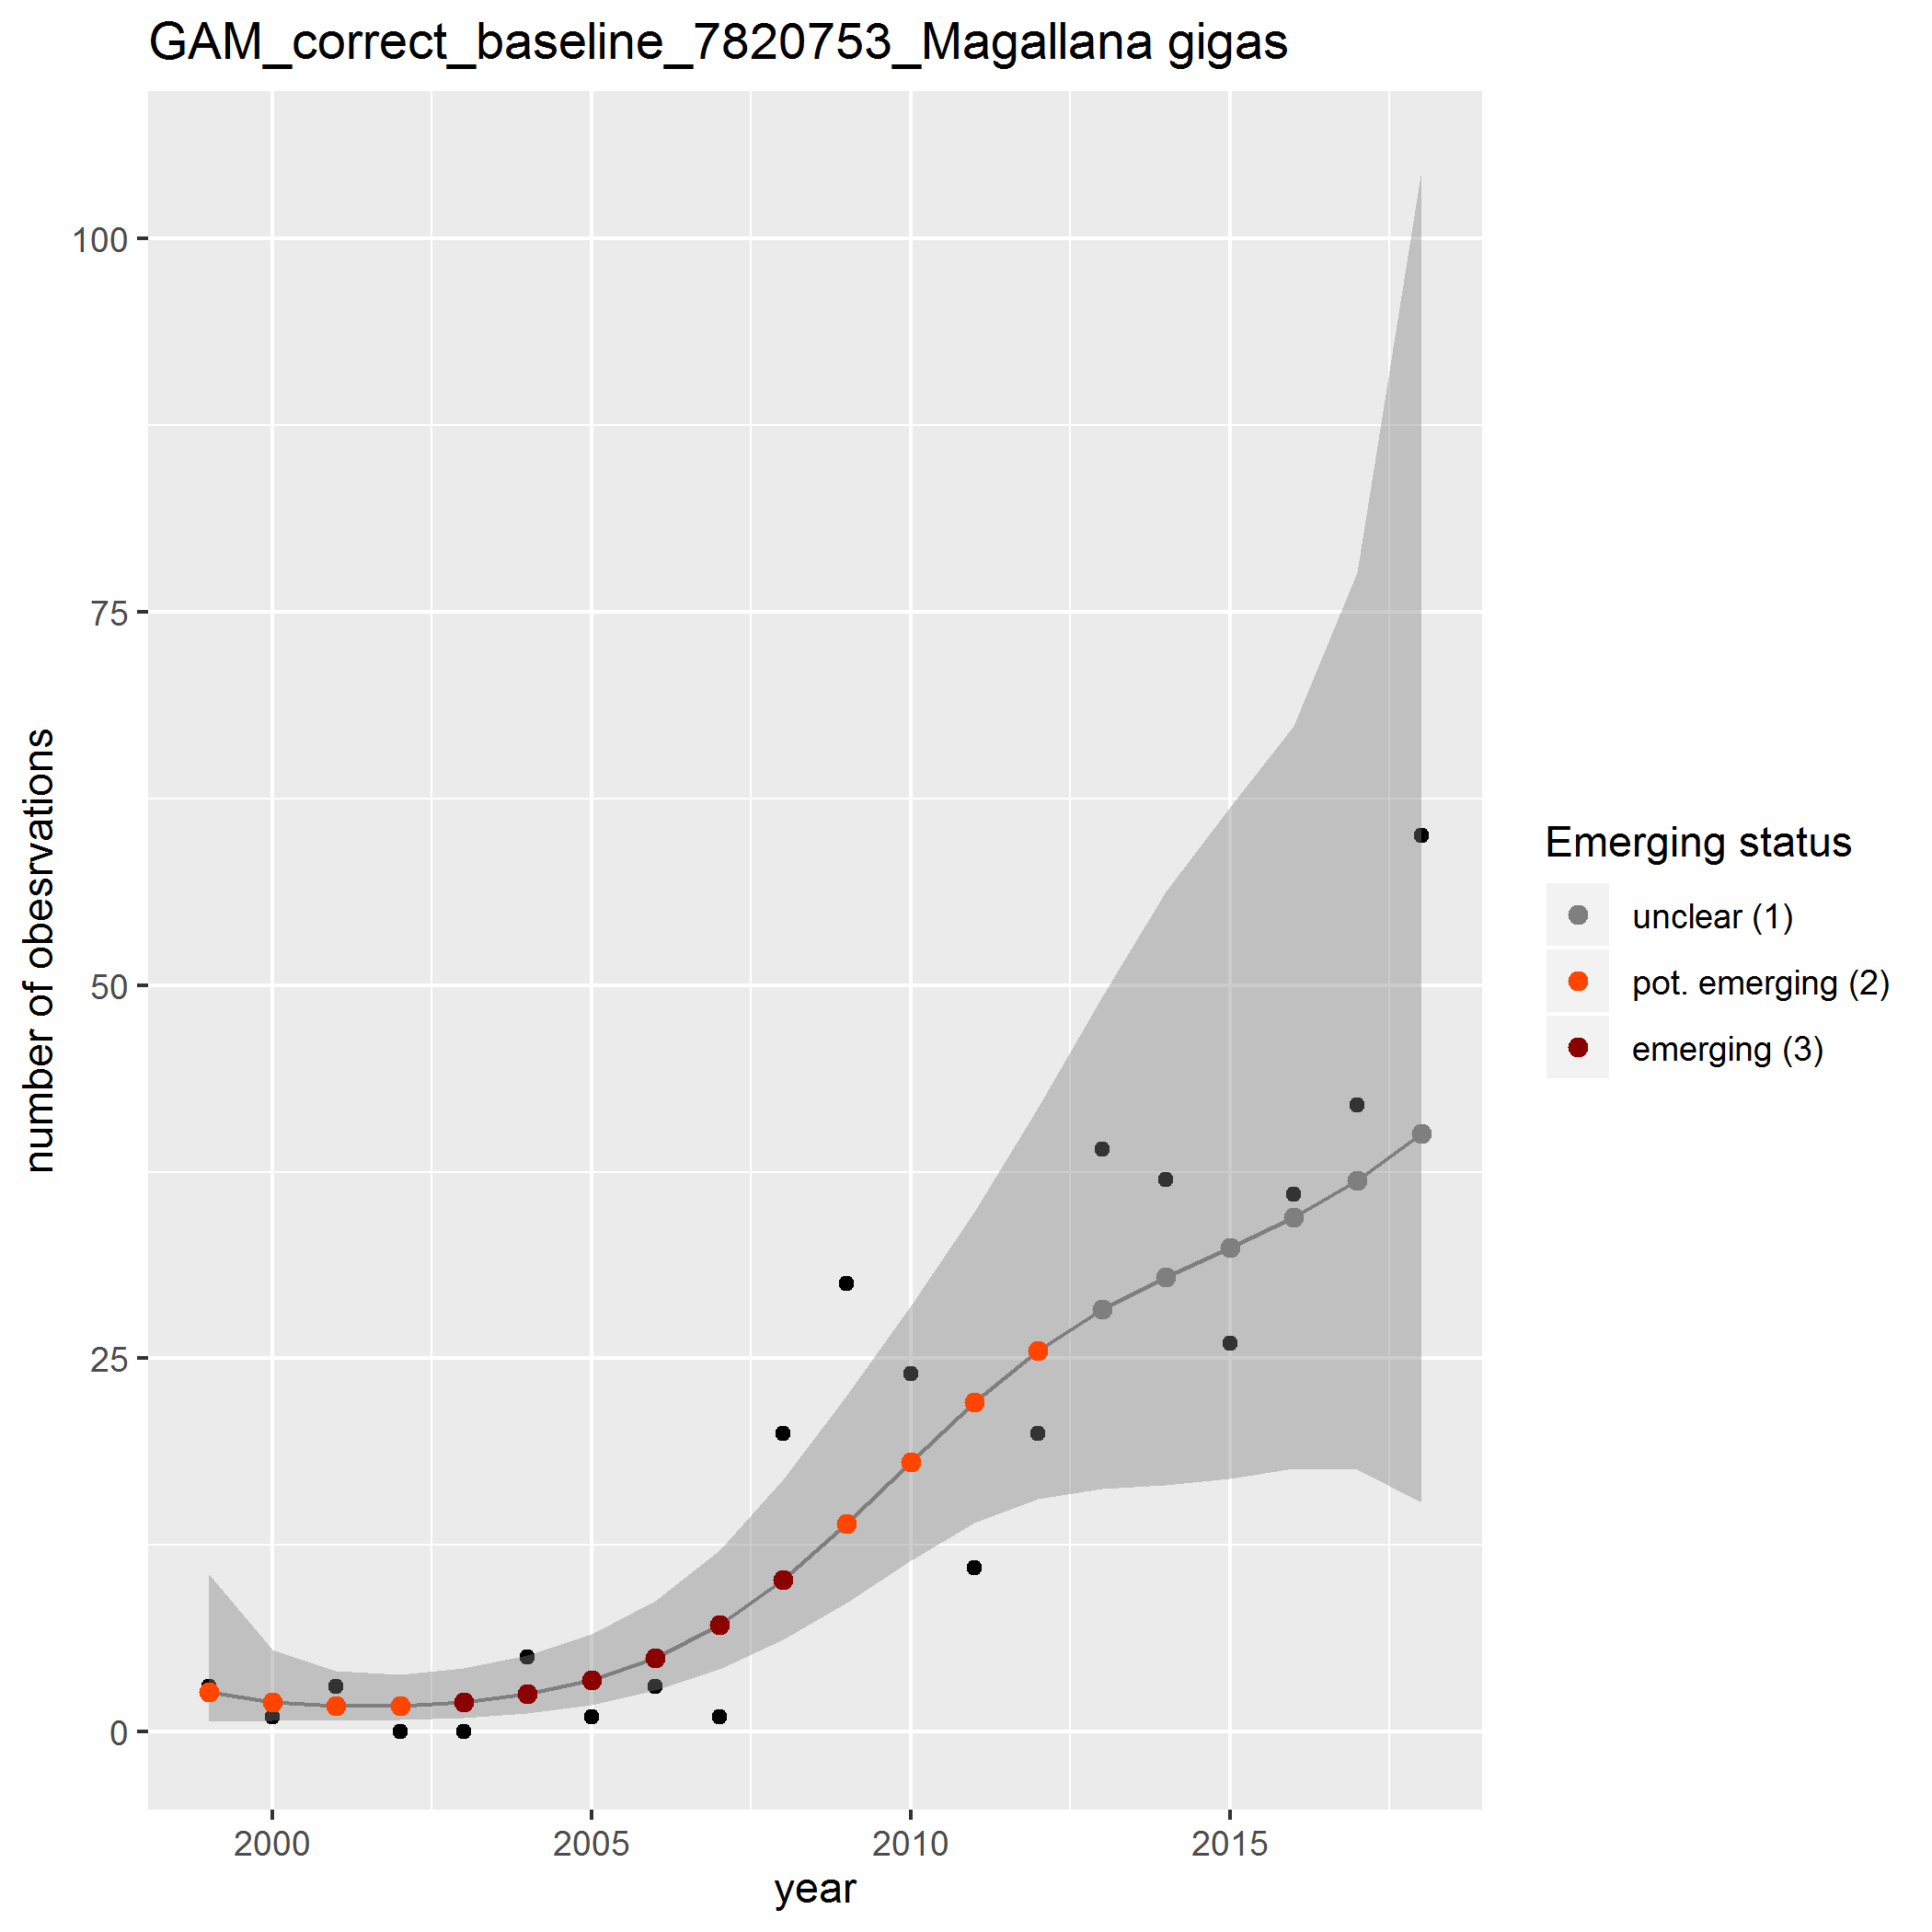 GAM_correct_baseline_7820753_Magallana gigas
number of obesrvations
100
75
50
25
0
2000 2005 2010 2015
year
Emerging status
unclear (1)
pot. emerging (2)
emerging (3)